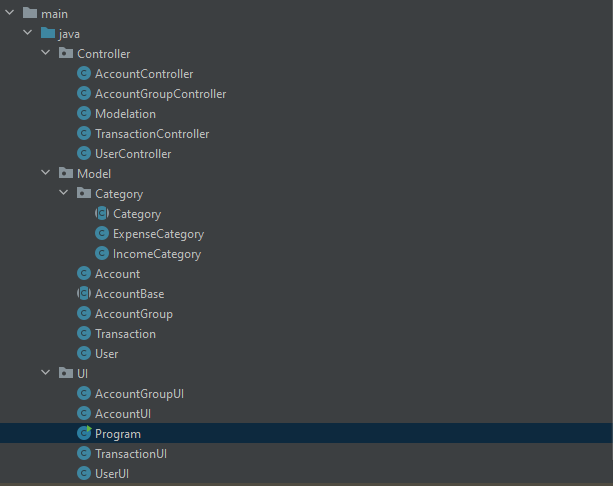 main
java
Controller
AccountController
AccountGroupController
Modelation
TransactionController
UserController
Model
Category
Category
ExpenseCategory
IncomeCategory
Account
AccountBase
AccountGroup
Transaction
User
UI
AccountGroupUI
AccountUI
Program
TransactionUI
UserUI